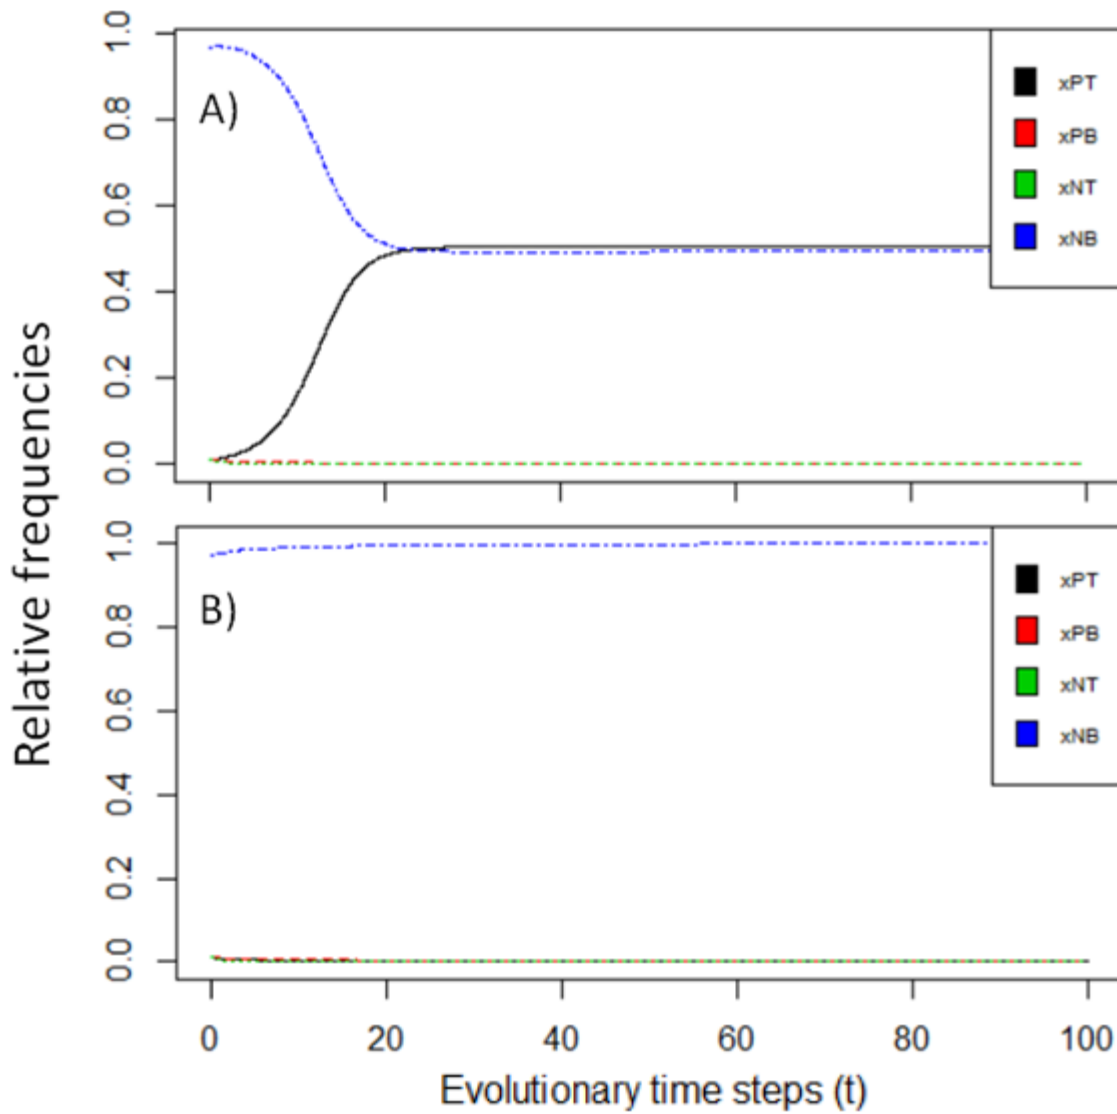 Relative frequencies
1.0
0.8
0.6
0.4
0.2
0.0
A)
xPT
xPB
xNT
xNB
1.0
0.8
0.6
0.4
0.2
0.0
B)
xPT
xPB
xNT
xNB
0 20 40 60 80 100
Evolutionary time steps (t)